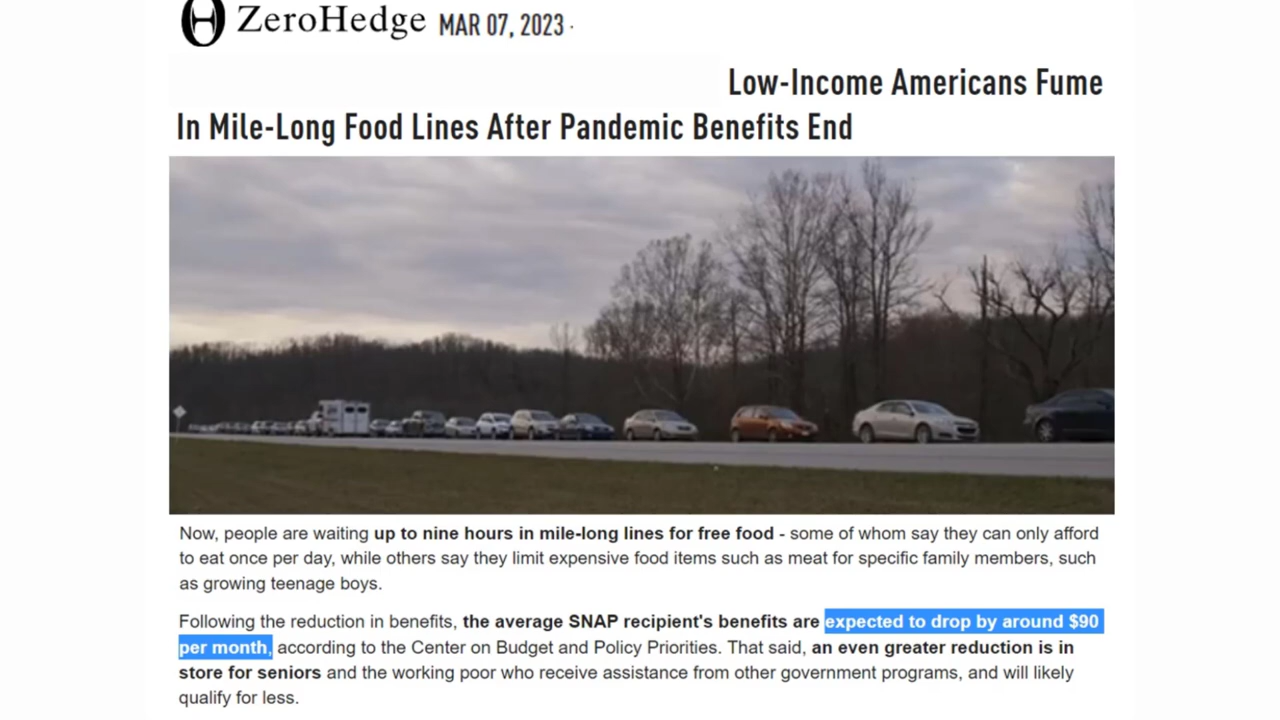 ZeroHedge MAR 07, 2023 ·
Low-Income Americans Fume
In Mile-Long Food Lines After Pandemic Benefits End
Now, people are waiting up to nine hours in mile-long lines for free food - some of whom say they can only afford
to eat once per day, while others say they limit expensive food items such as meat for specific family members, such
as growing teenage boys.
Following the reduction in benefits, the average SNAP recipient's benefits are expected to drop by around $90
per month, according to the Center on Budget and Policy Priorities. That said, an even greater reduction is in
store for seniors and the working poor who receive assistance from other government programs, and will likely
qualify for less.